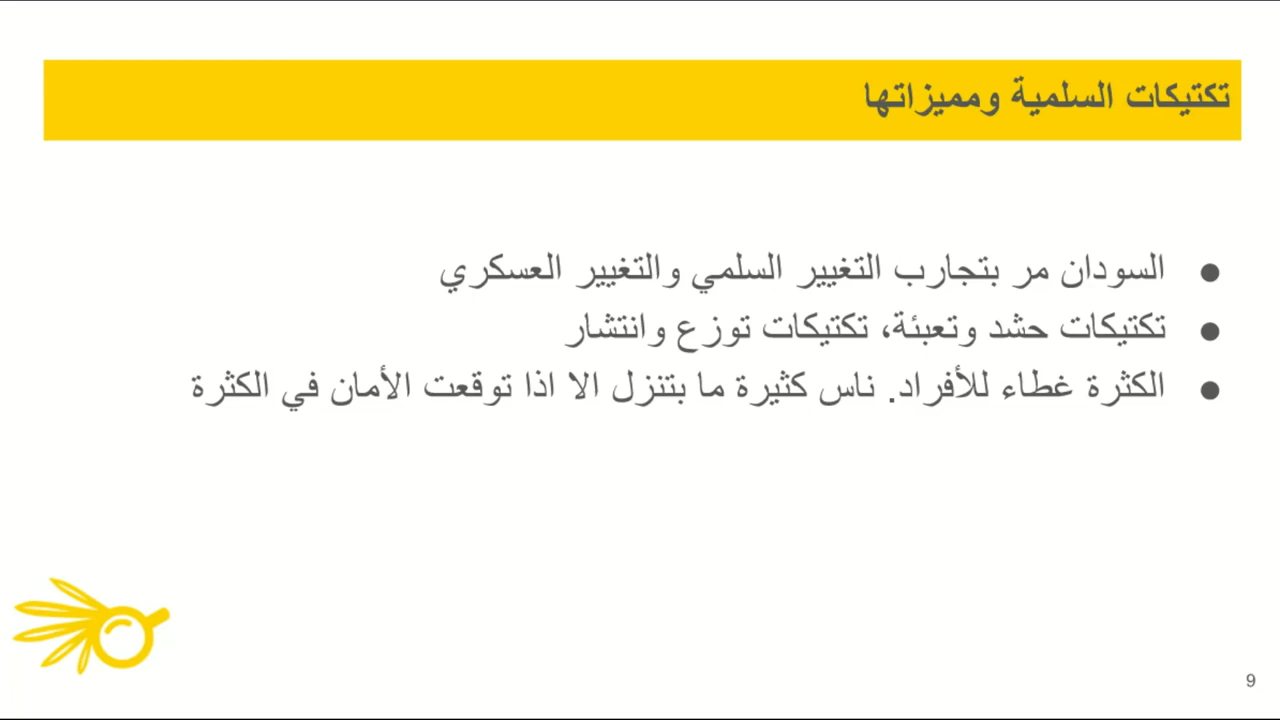 تكتيكات السلمية ومميزاتها
● السودان مر بتجارب التغيير السلمي والتغيير العسكري
● تكتيكات حشد وتعبئة، تكتيكات توزع وانتشار
● الكثرة غطاء للأفراد. ناس كثيرة ما بتنزل الا اذا توقعت الأمان في الكثرة
9